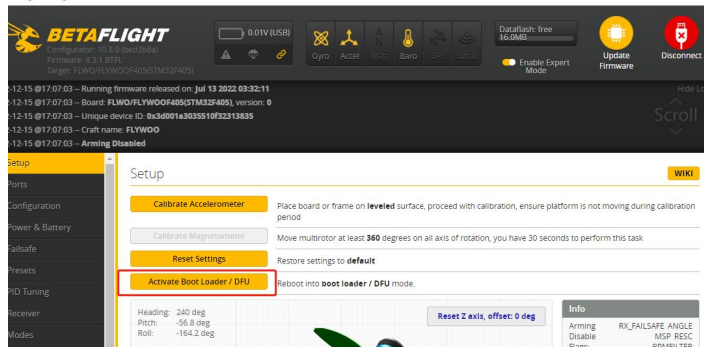 BETAFLIGHT
Configurator: 10.8.0 (bed2b8a)
Firmware: 4.3.1 BTFL
Target: FLWO/FLYWOOF405(STM32F405)
0.01V (USB)
Gyro Accel Mag Baro GPS Sonar
Dataflash: free
16.0MB
Enable Expert
Mode
Update
Firmware
Disconnect
-12-15 @17:07:03 -- Running firmware released on: Jul 13 2022 03:32:11
-12-15 @17:07:03 -- Board: FLWO/FLYWOOF405(STM32F405), version: 0
-12-15 @17:07:03 -- Unique device ID: 0x3d001a3035510f32313835
-12-15 @17:07:03 -- Craft name: FLYWOO
-12-15 @17:07:03 -- Arming Disabled
Hide Lo
Scroll
Setup
Ports
Configuration
Power & Battery
Failsafe
Presets
PID Tuning
Receiver
Modes
Setup
WIKI
Calibrate Accelerometer
Place board or frame on leveled surface, proceed with calibration, ensure platform is not moving during calibration
period
Calibrate Magnetometer
Move multirotor at least 360 degrees on all axis of rotation, you have 30 seconds to perform this task
Reset Settings
Restore settings to default
Activate Boot Loader / DFU
Reboot into boot loader / DFU mode.
Heading: 240 deg
Pitch: -56.8 deg
Roll: -164.2 deg
Reset Z axis, offset: 0 deg
Info
Arming RX_FAILSAFE ANGLE
Disable MSP RESC
Flags: RPMFILTER